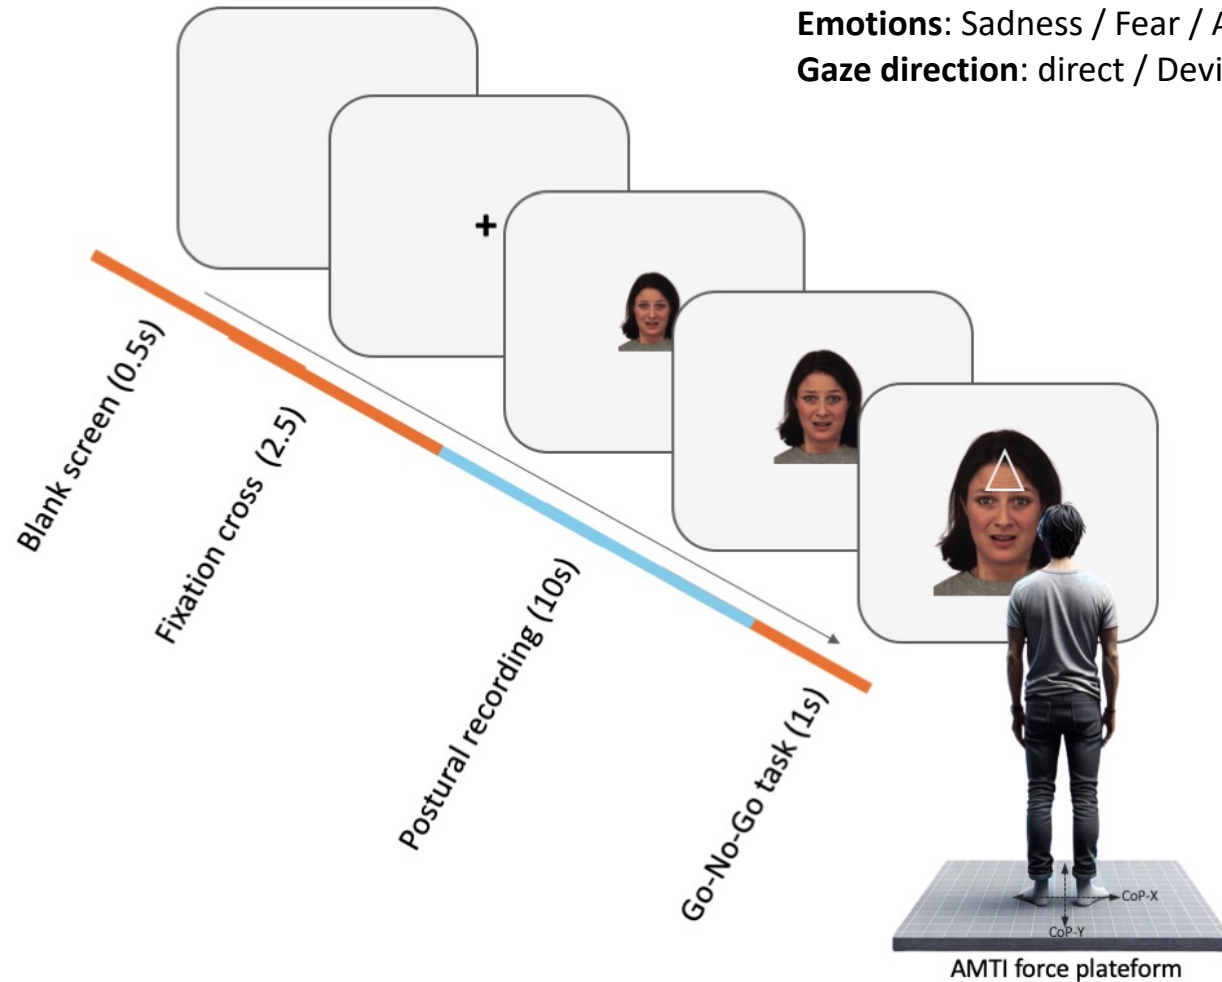 Emotions: Sadness / Fear /
Gaze direction: direct /
+
Blank screen (0.5s)
Fixation cross (2.5)
Postural recording (10s)
Go-No-Go task (1s)
CoP-X
CoP-Y
AMTI force plateform